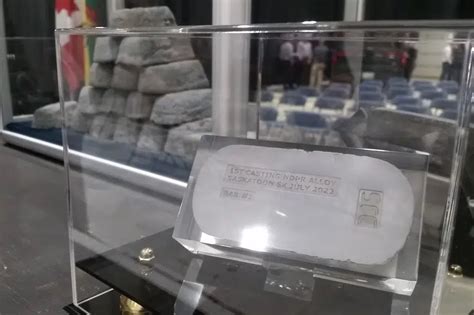 1ST CASTING NDPR ALLOY
SASKATOON SK JULY 2023
BAR #1